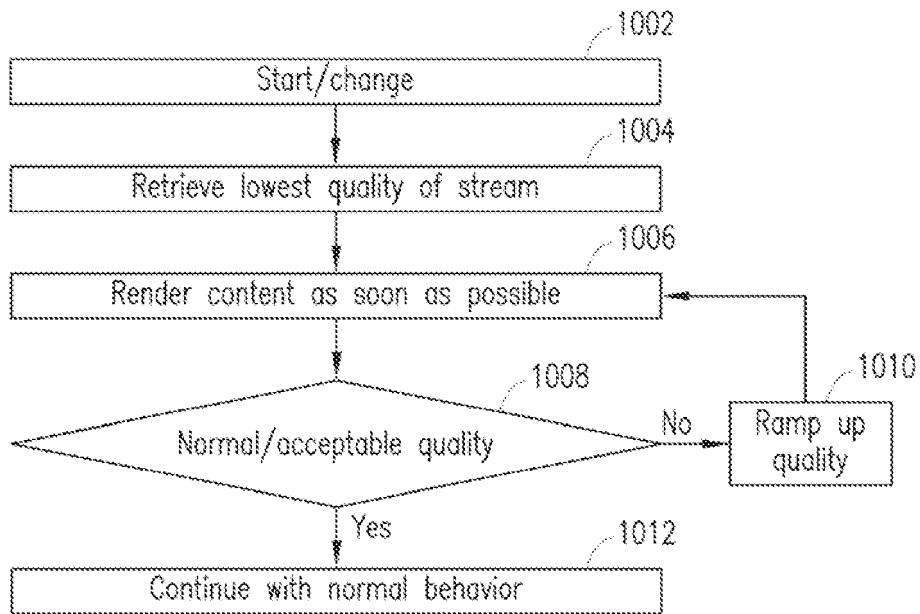 1002
Start/change
1004
Retrieve lowest quality of stream
1006
Render content as soon as possible
1008
Normal/acceptable quality
No
1010
Ramp up
quality
Yes
1012
Continue with normal behavior